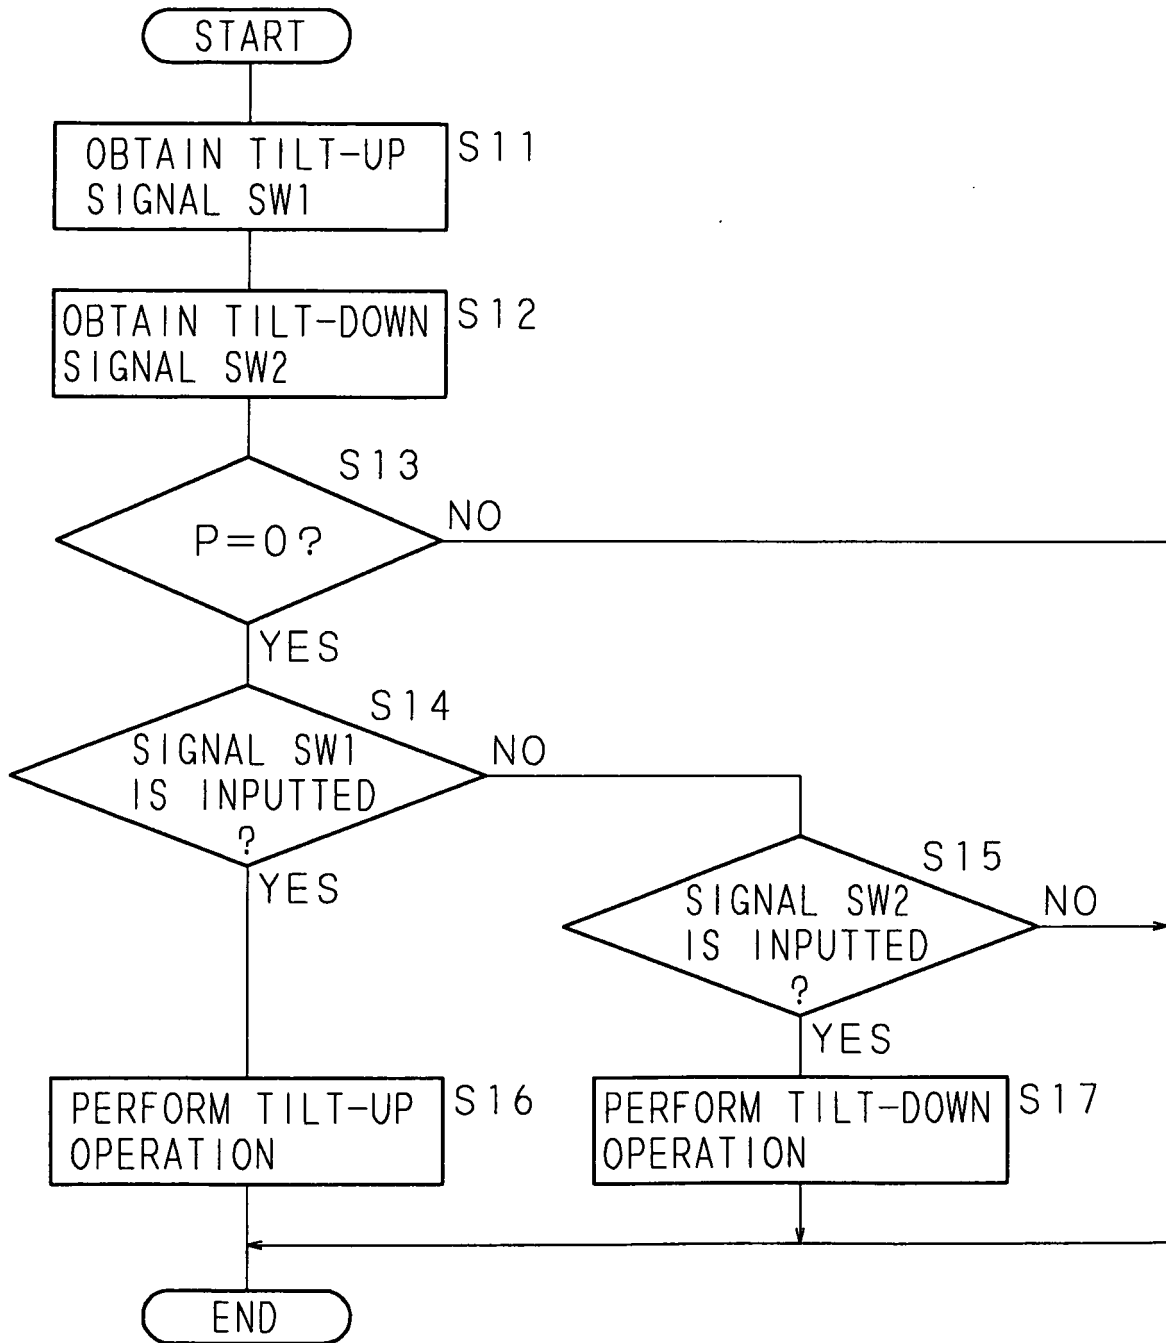 START
OBTAIN TILT-UP
SIGNAL SW1
S11
OBTAIN TILT-DOWN
SIGNAL SW2
S12
S13
P=0?
NO
YES
S14
SIGNAL SW1
IS INPUTTED
?
NO
YES
S15
SIGNAL SW2
IS INPUTTED
?
NO
YES
PERFORM TILT-UP
OPERATION
S16
PERFORM TILT-DOWN
OPERATION
S17
END